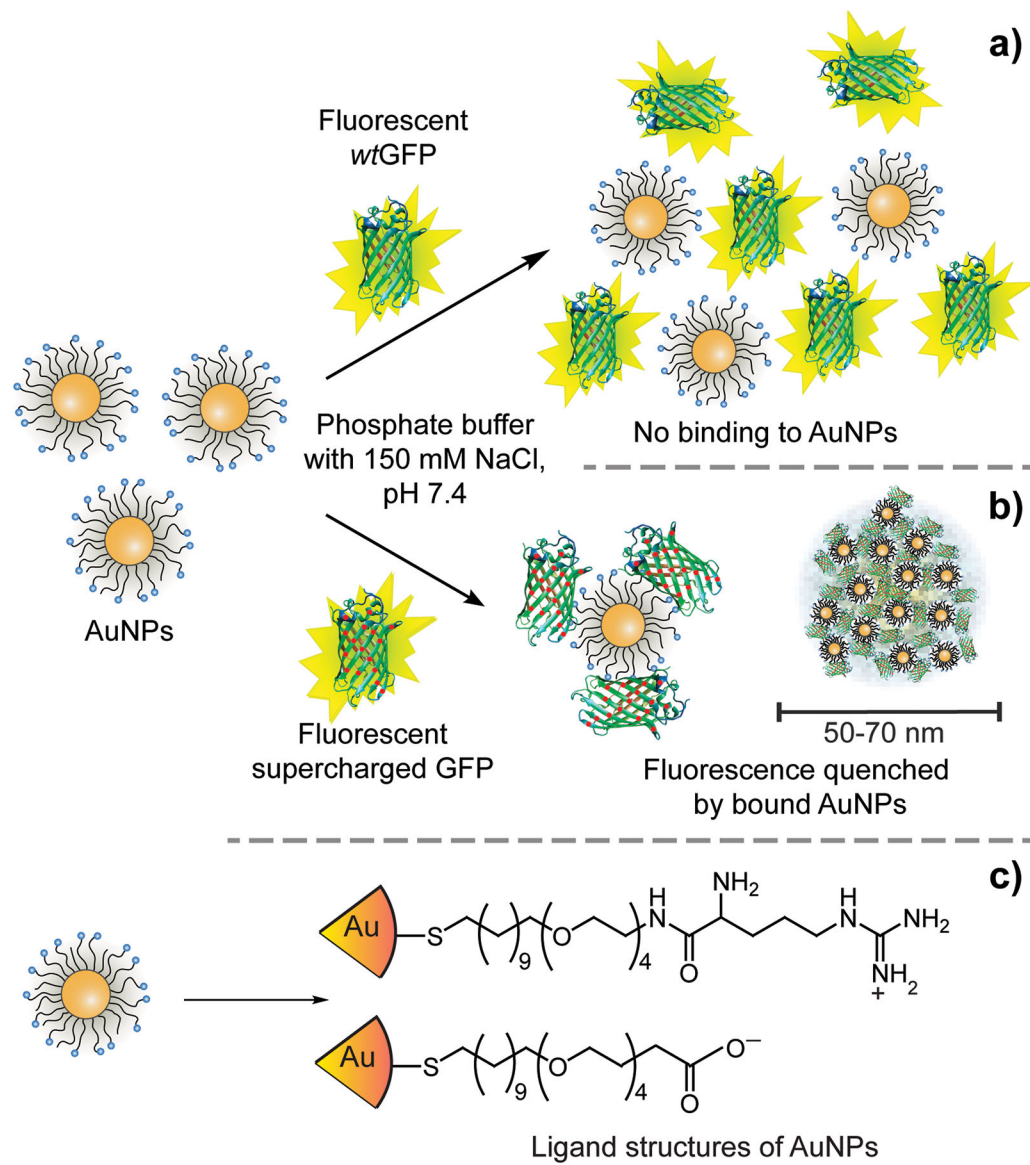 a)
Fluorescent
wtGFP
No binding to AuNPs
Phosphate buffer
with 150 mM NaCl,
pH 7.4
AuNPs
b)
Fluorescent
supercharged GFP
50-70 nm
Fluorescence quenched
by bound AuNPs
c)
Au
S
9
O
4
H
N
O
NH2
H
N
NH2
NH2
+
Au
S
9
O
4
O
O−
Ligand structures of AuNPs